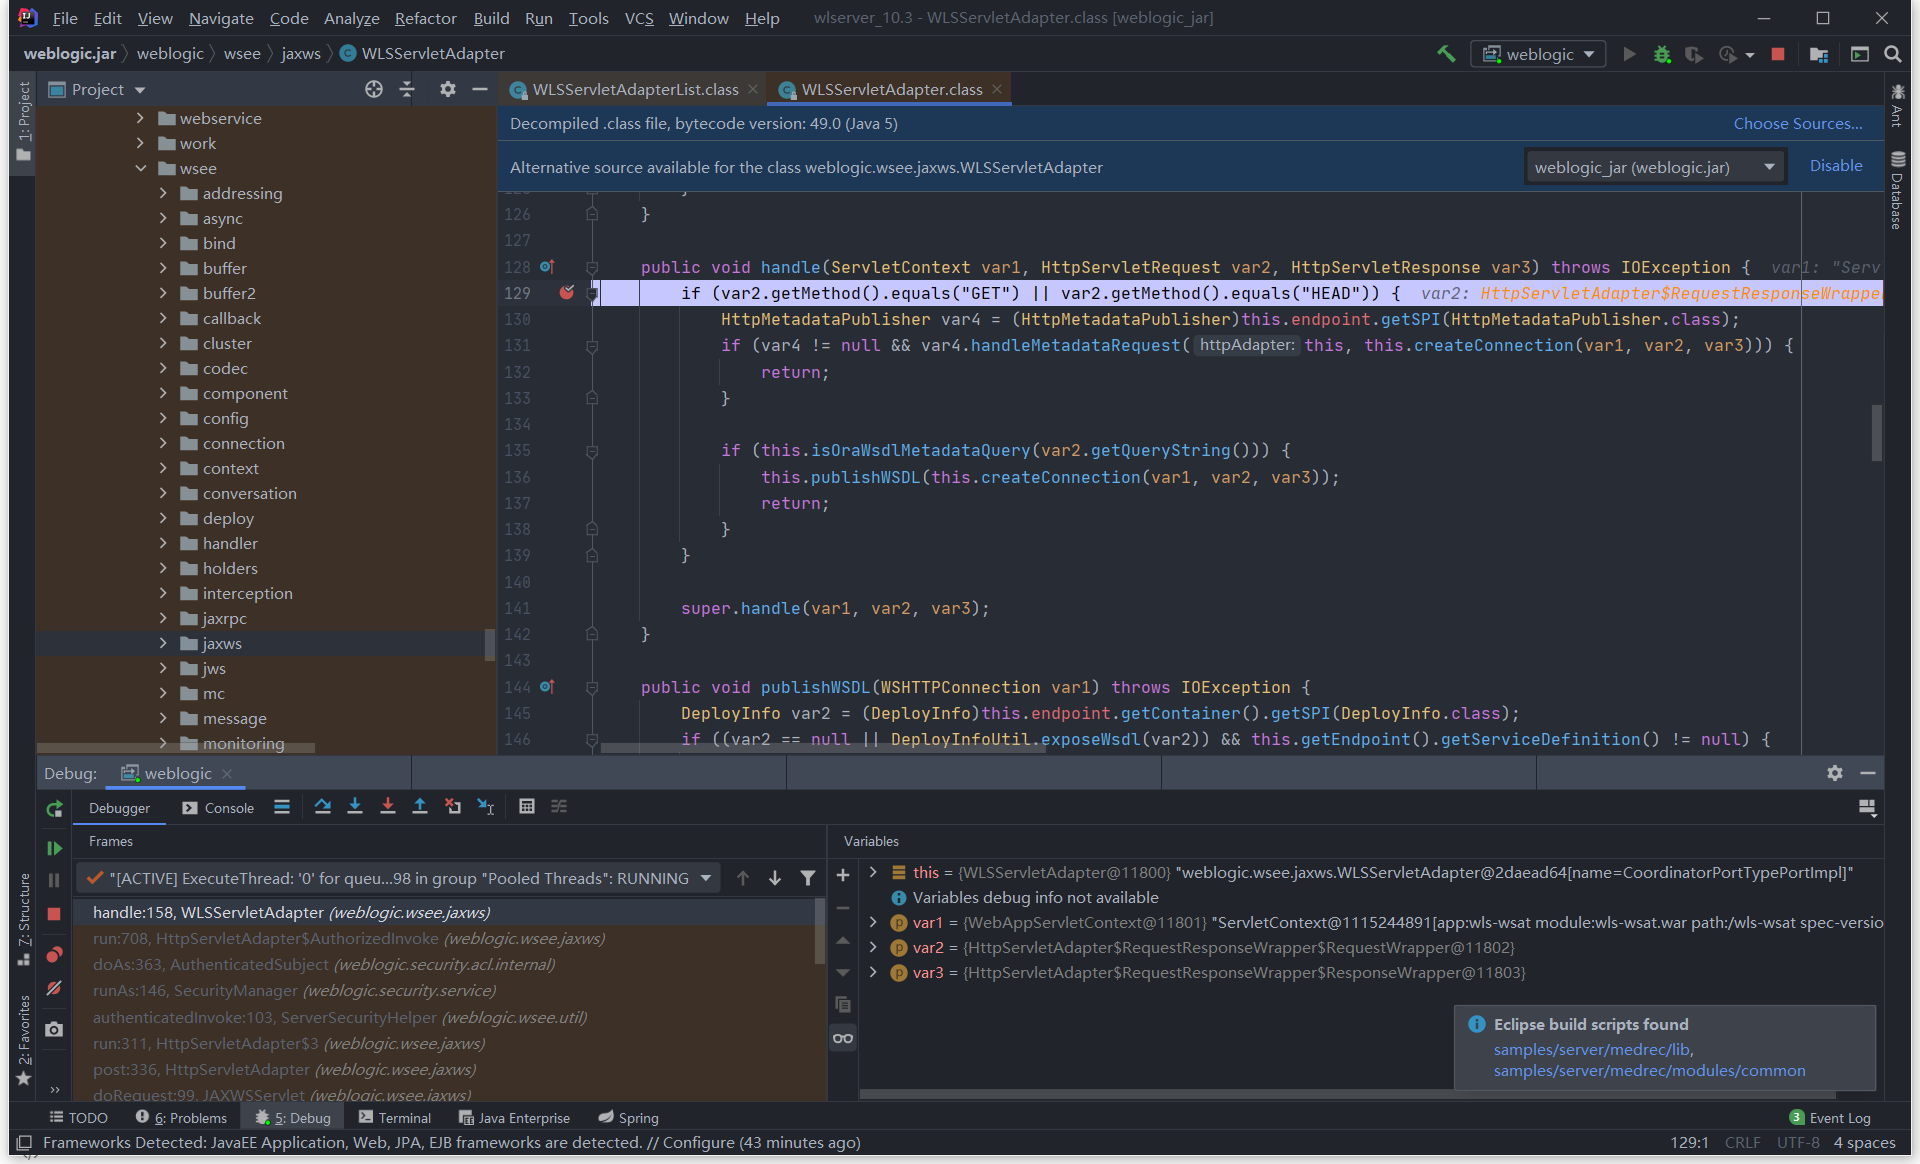 File Edit View Navigate Code Analyze Refactor Build Run Tools VCS Window Help wlserver_10.3 - WLSServletAdapter.class [weblogic_jar]
weblogic.jar weblogic wsee jaxws WLSServletAdapter weblogic
Project WLSServletAdapterList.class WLSServletAdapter.class
1: Project
Ant
Database
webservice
work
wsee
addressing
async
bind
buffer
buffer2
callback
cluster
codec
component
config
connection
context
conversation
deploy
handler
holders
interception
jaxrpc
jaxws
jws
mc
message
monitoring
Decompiled .class file, bytecode version: 49.0 (Java 5) Choose Sources...
Alternative source available for the class weblogic.wsee.jaxws.WLSServletAdapter weblogic_jar (weblogic.jar) Disable
126 }
127
128 public void handle(ServletContext var1, HttpServletRequest var2, HttpServletResponse var3) throws IOException { var1: "Serv
129 if (var2.getMethod().equals("GET") || var2.getMethod().equals("HEAD")) { var2: HttpServletAdapter$RequestResponseWrappe
130 HttpMetadataPublisher var4 = (HttpMetadataPublisher)this.endpoint.getSPI(HttpMetadataPublisher.class);
131 if (var4 != null && var4.handleMetadataRequest( httpAdapter: this, this.createConnection(var1, var2, var3))) {
132 return;
133 }
134
135 if (this.isOraWsdlMetadataQuery(var2.getQueryString())) {
136 this.publishWSDL(this.createConnection(var1, var2, var3));
137 return;
138 }
139 }
140
141 super.handle(var1, var2, var3);
142 }
143
144 public void publishWSDL(WSHTTPConnection var1) throws IOException {
145 DeployInfo var2 = (DeployInfo)this.endpoint.getContainer().getSPI(DeployInfo.class);
146 if ((var2 == null || DeployInfoUtil.exposeWsdl(var2)) && this.getEndpoint().getServiceDefinition() != null) {
Debug: weblogic
Debugger Console
Frames
"[ACTIVE] ExecuteThread: '0' for queu...98 in group "Pooled Threads": RUNNING
handle:158, WLSServletAdapter (weblogic.wsee.jaxws)
run:708, HttpServletAdapter$AuthorizedInvoke (weblogic.wsee.jaxws)
doAs:363, AuthenticatedSubject (weblogic.security.acl.internal)
runAs:146, SecurityManager (weblogic.security.service)
authenticatedInvoke:103, ServerSecurityHelper (weblogic.wsee.util)
run:311, HttpServletAdapter$3 (weblogic.wsee.jaxws)
post:336, HttpServletAdapter (weblogic.wsee.jaxws)
doRequest:99, JAXWSServlet (weblogic.wsee.jaxws)
Variables
this = {WLSServletAdapter@11800} "weblogic.wsee.jaxws.WLSServletAdapter@2daead64[name=CoordinatorPortTypePortImpl]"
Variables debug info not available
var1 = {WebAppServletContext@11801} "ServletContext@1115244891[app:wls-wsat module:wls-wsat.war path:/wls-wsat spec-versio
var2 = {HttpServletAdapter$RequestResponseWrapper$RequestWrapper@11802}
var3 = {HttpServletAdapter$RequestResponseWrapper$ResponseWrapper@11803}
Eclipse build scripts found
samples/server/medrec/lib,
samples/server/medrec/modules/common
Z: Structure
2: Favorites
TODO 6: Problems 5: Debug Terminal Java Enterprise Spring 3 Event Log
Frameworks Detected: JavaEE Application, Web, JPA, EJB frameworks are detected. // Configure (43 minutes ago) 129:1 CRLF UTF-8 4 spaces